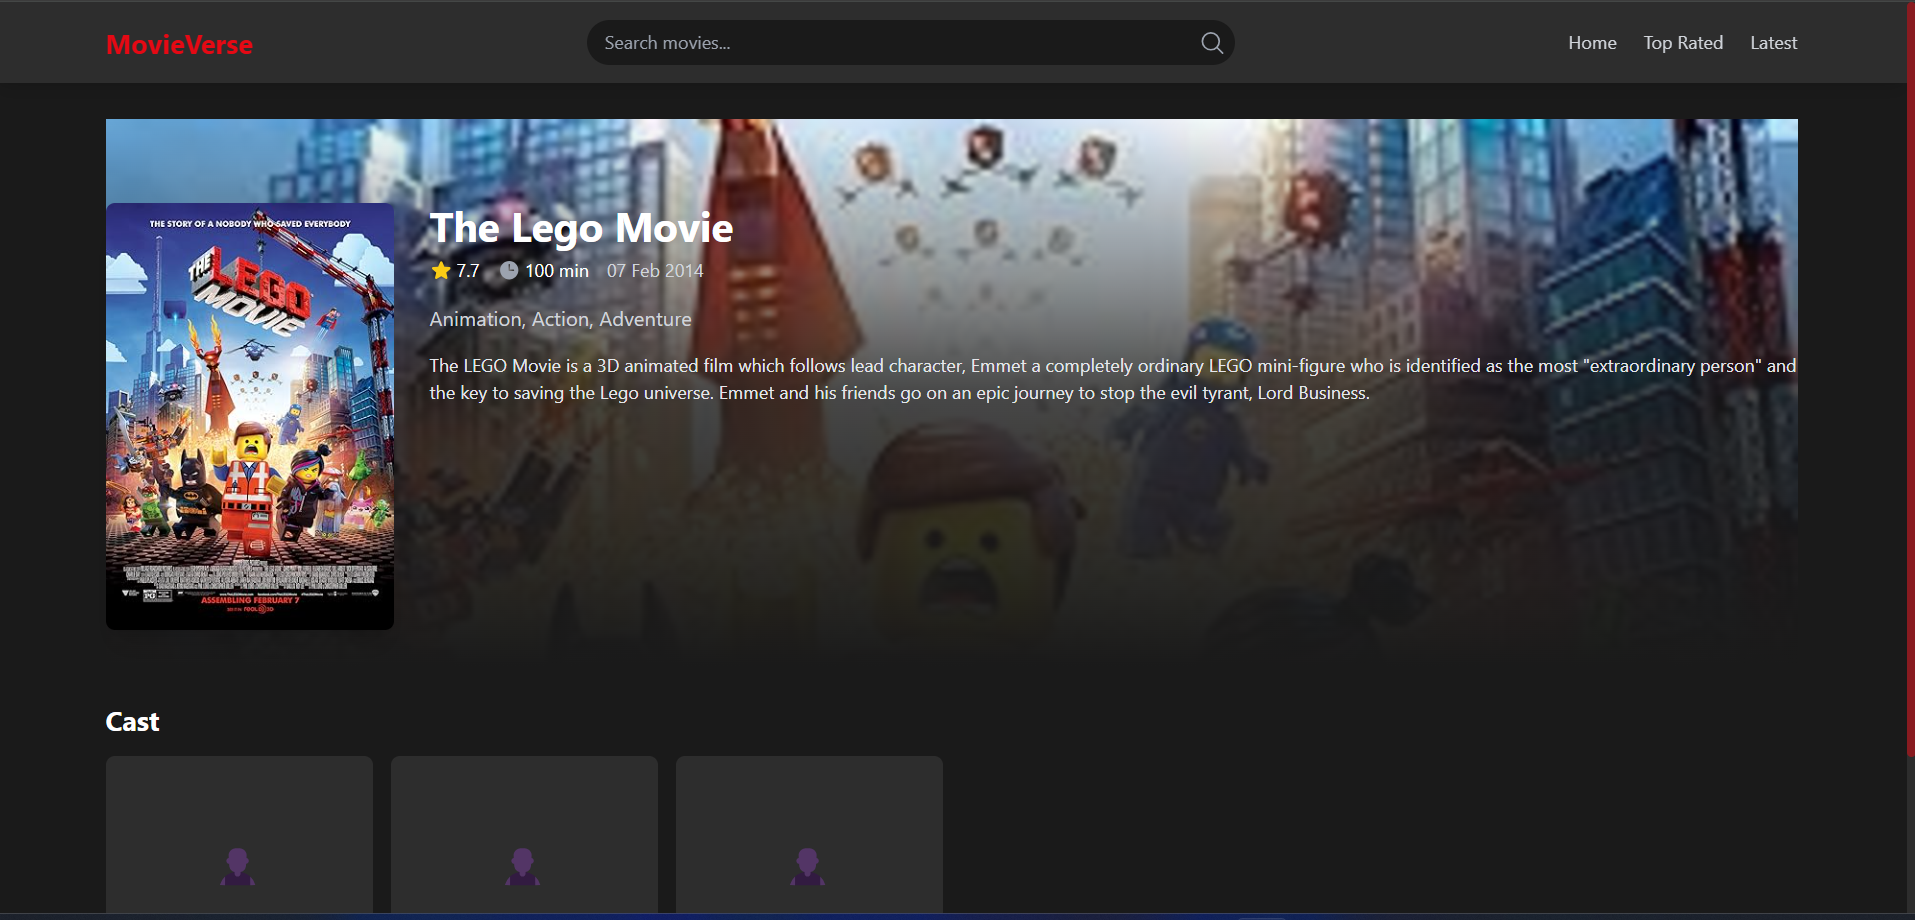 MovieVerse
Search movies...
Home
Top Rated
Latest
THE STORY OF A NOBODY WHO SAVED EVERYBODY
THE LEGO MOVIE
ASSEMBLING FEBRUARY 7
The Lego Movie
7.7
100 min
07 Feb 2014
Animation, Action, Adventure
The LEGO Movie is a 3D animated film which follows lead character, Emmet a completely ordinary LEGO mini-figure who is identified as the most "extraordinary person" and
the key to saving the Lego universe. Emmet and his friends go on an epic journey to stop the evil tyrant, Lord Business.
Cast